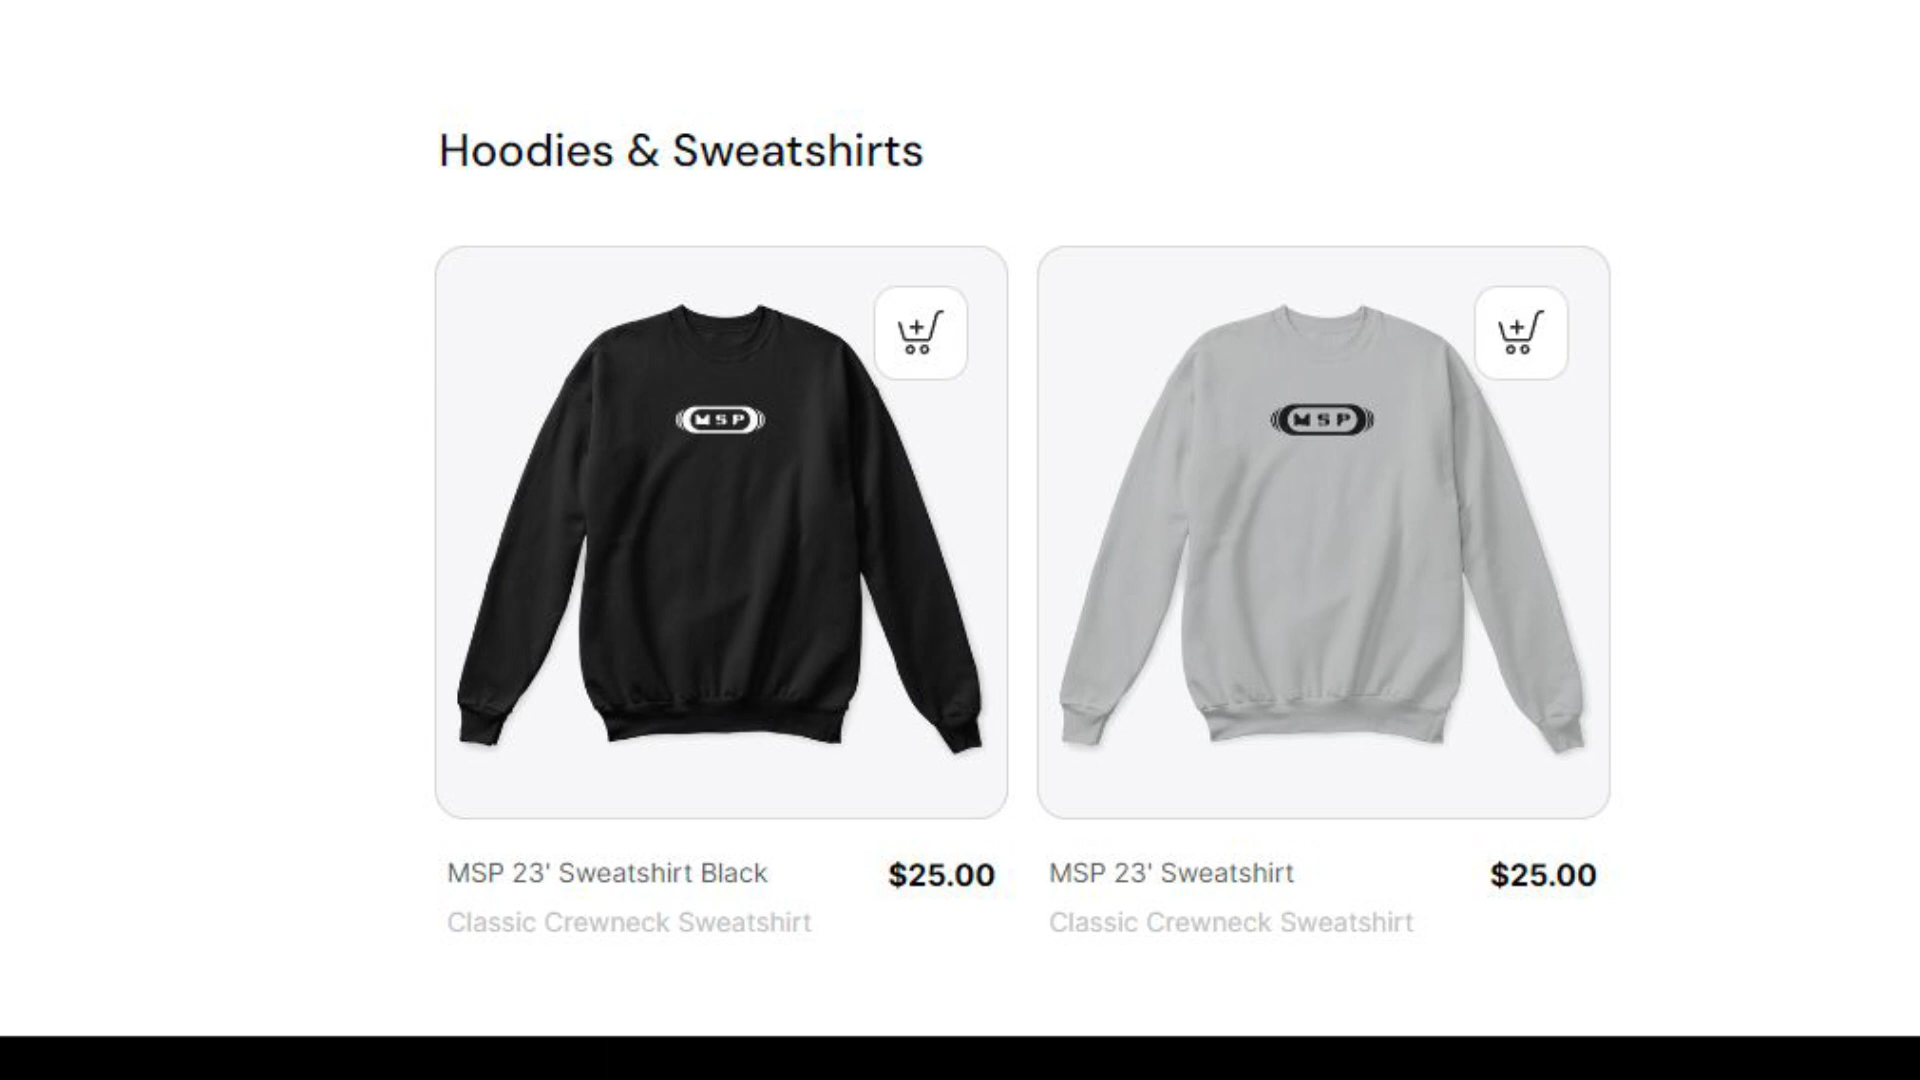 Hoodies & Sweatshirts
MSP
MSP
MSP 23' Sweatshirt Black
$25.00
Classic Crewneck Sweatshirt
MSP 23' Sweatshirt
$25.00
Classic Crewneck Sweatshirt